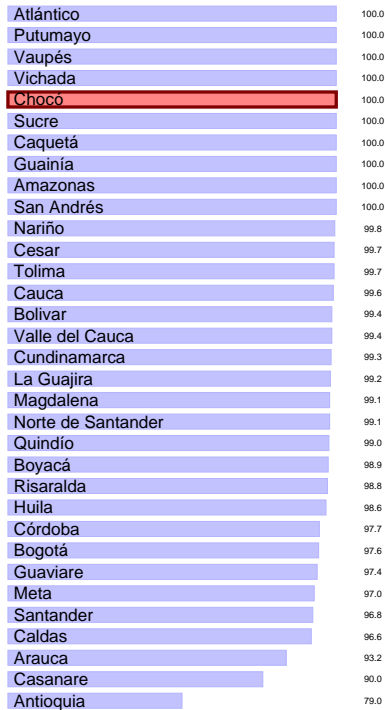 Atlántico 100.0
Putumayo 100.0
Vaupés 100.0
Vichada 100.0
Chocó 100.0
Sucre 100.0
Caquetá 100.0
Guainía 100.0
Amazonas 100.0
San Andrés 100.0
Nariño 99.8
Cesar 99.7
Tolima 99.7
Cauca 99.6
Bolivar 99.4
Valle del Cauca 99.4
Cundinamarca 99.3
La Guajira 99.2
Magdalena 99.1
Norte de Santander 99.1
Quindío 99.0
Boyacá 98.9
Risaralda 98.8
Huila 98.6
Córdoba 97.7
Bogotá 97.6
Guaviare 97.4
Meta 97.0
Santander 96.8
Caldas 96.6
Arauca 93.2
Casanare 90.0
Antioquia 79.0